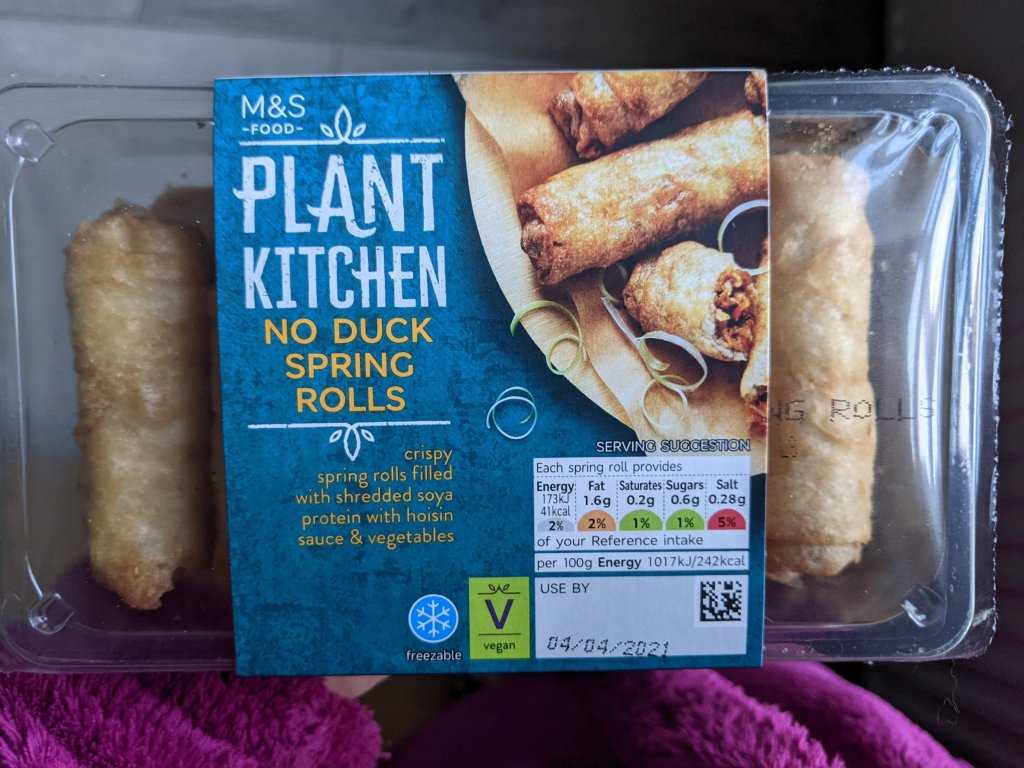 M&S
-FOOD-
PLANT
KITCHEN
NO DUCK
SPRING
ROLLS
crispy
spring rolls filled
with shredded soya
protein with hoisin
sauce & vegetables
SERVING SUGGESTION
Each spring roll provides
Energy Fat Saturates Sugars Salt
173kJ 1.6g 0.2g 0.6g 0.28g
41kcal
2% 2% 1% 1% 5%
of your Reference intake
per 100g Energy 1017kJ/242kcal
USE BY
04/04/2021
freezable
V
vegan
NG ROLLS